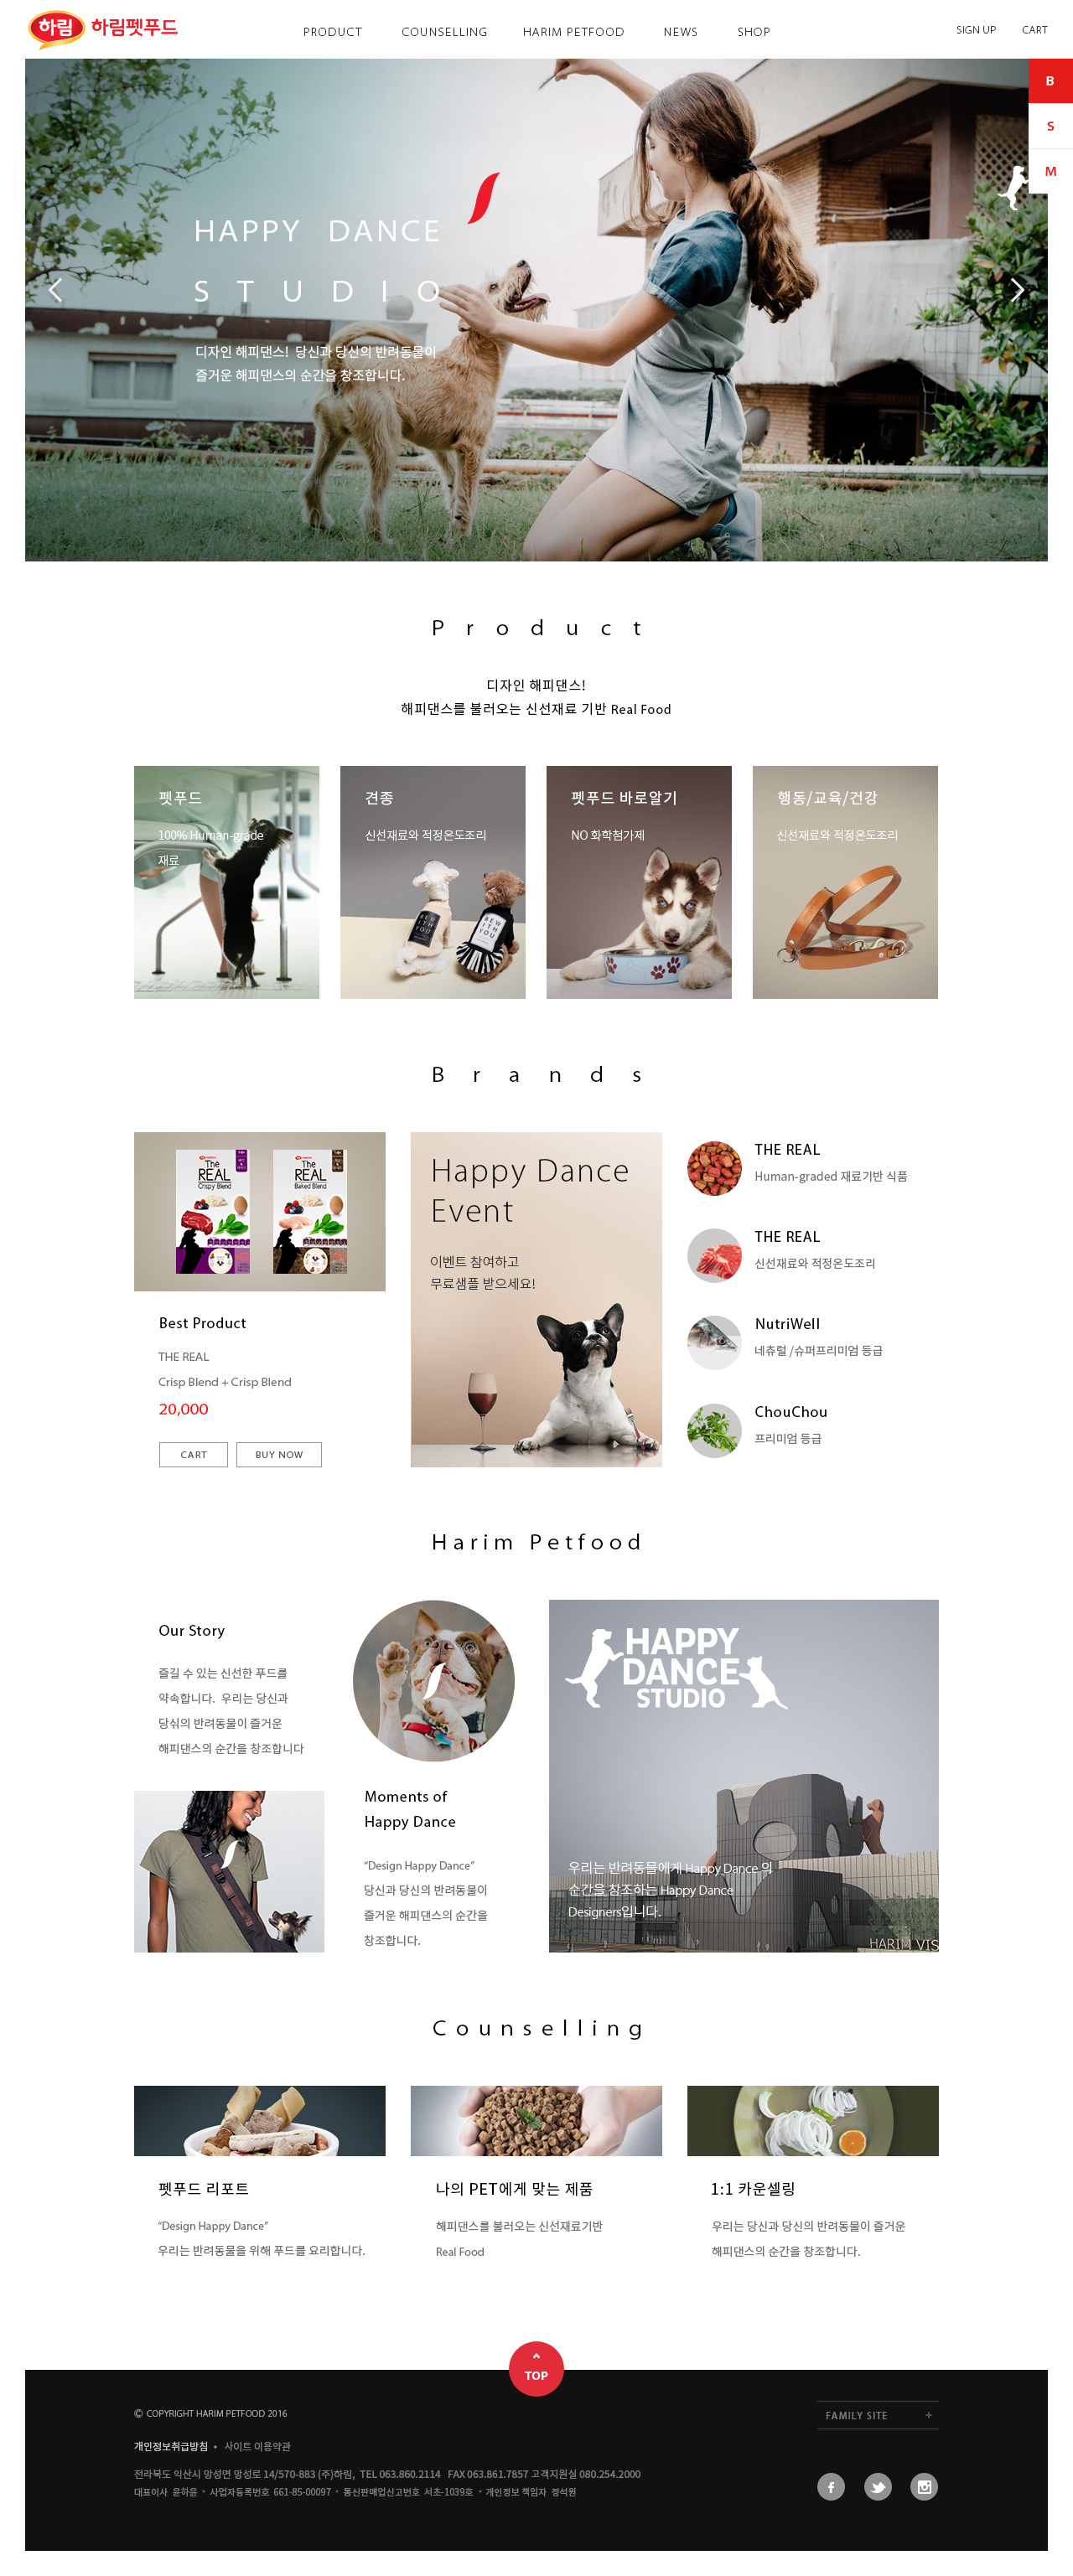 하림 하림펫푸드
PRODUCT COUNSELLING HARIM PETFOOD NEWS SHOP
SIGN UP CART
B
S
M
HAPPY DANCE
STUDIO
디자인 해피댄스! 당신과 당신의 반려동물이
즐거운 해피댄스의 순간을 창조합니다.
Product
디자인 해피댄스!
해피댄스를 불러오는 신선재료 기반 Real Food
펫푸드
100% Human-grade
재료
견종
신선재료와 적정온도조리
BEW
ITH
YOU
BEW
ITH
YOU
펫푸드 바로알기
NO 화학첨가제
행동/교육/건강
신선재료와 적정온도조리
Brands
The
REAL
Crispy Blend
The
REAL
Baked Blend
Best Product
THE REAL
Crisp Blend + Crisp Blend
20,000
CART
BUY NOW
Happy Dance
Event
이벤트 참여하고
무료샘플 받으세요!
THE REAL
Human-graded 재료기반 식품
THE REAL
신선재료와 적정온도조리
NutriWell
네츄럴 /슈퍼프리미엄 등급
ChouChou
프리미엄 등급
Harim Petfood
Our Story
즐길 수 있는 신선한 푸드를
약속합니다. 우리는 당신과
당싞의 반려동물이 즐거운
해피댄스의 순간을 창조합니다
Moments of
Happy Dance
“Design Happy Dance”
당신과 당신의 반려동물이
즐거운 해피댄스의 순간을
창조합니다.
HAPPY
DANCE
STUDIO
우리는 반려동물에게 Happy Dance 의
순간을 창조하는 Happy Dance
Designers입니다.
HARIM VIS
Counselling
펫푸드 리포트
“Design Happy Dance”
우리는 반려동물을 위해 푸드를 요리합니다.
나의 PET에게 맞는 제품
해피댄스를 불러오는 신선재료기반
Real Food
1:1 카운셀링
우리는 당신과 당신의 반려동물이 즐거운
해피댄스의 순간을 창조합니다.
TOP
© COPYRIGHT HARIM PETFOOD 2016
개인정보취급방침 • 사이트 이용약관
전라북도 익산시 망성면 망성로 14/570-883 (주)하림, TEL 063.860.2114 FAX 063.861.7857 고객지원실 080.254.2000
대표이사 윤하윤 • 사업자등록번호 661-85-00097 • 통신판매업신고번호 서초-1039호 • 개인정보 책임자 정석원
FAMILY SITE +